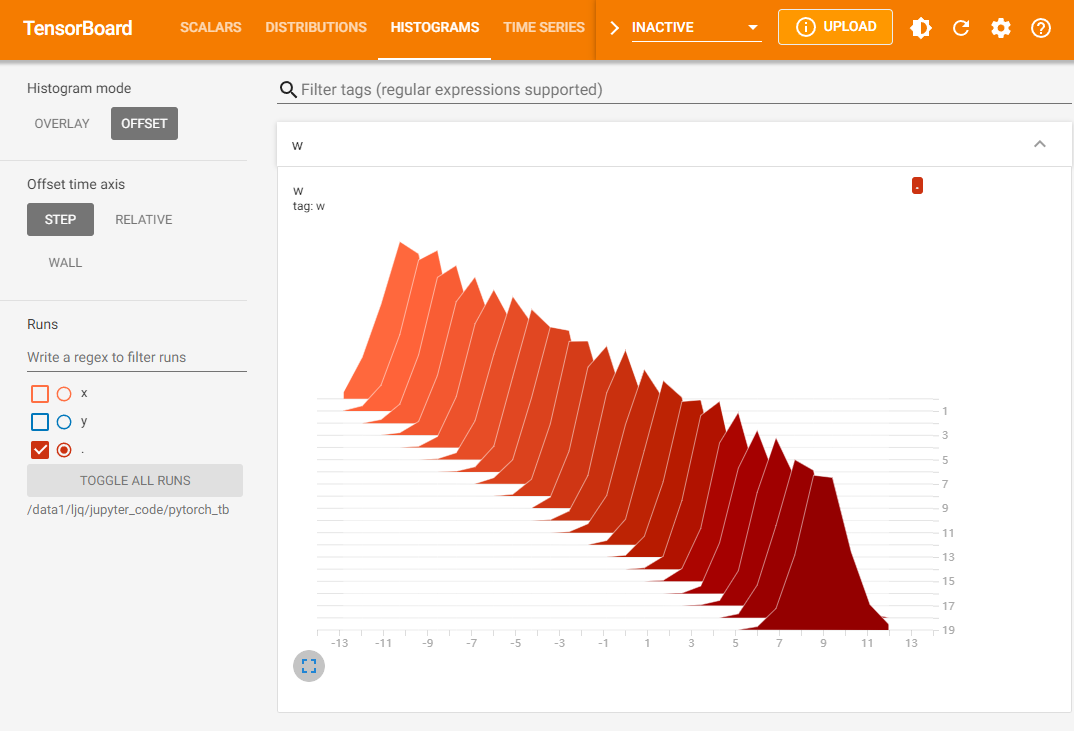 TensorBoard SCALARS DISTRIBUTIONS HISTOGRAMS TIME SERIES INACTIVE UPLOAD
Histogram mode
OVERLAY OFFSET
Offset time axis
STEP RELATIVE
WALL
Runs
Write a regex to filter runs
x
y
.
TOGGLE ALL RUNS
/data1/ljq/jupyter_code/pytorch_tb
Filter tags (regular expressions supported)
w
w
.
tag: w
1
3
5
7
9
11
13
15
17
19
-13 -11 -9 -7 -5 -3 -1 1 3 5 7 9 11 13